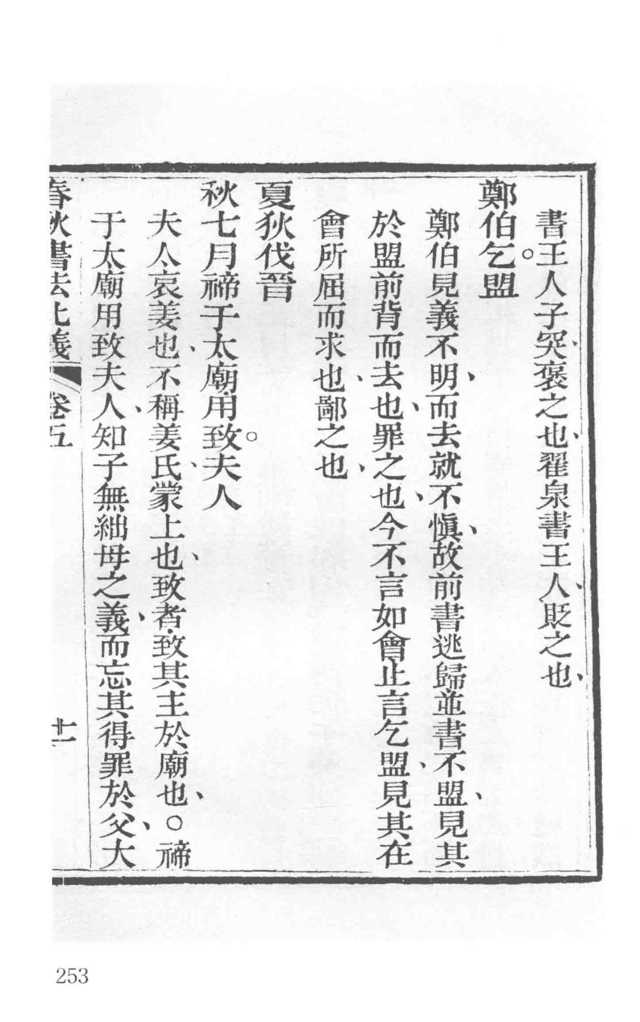 書王人子突褒之也翟泉書王人貶之也
鄭伯乞盟
鄭伯見義不明而去就不慎故前書逃歸並書不盟見其
於盟前背而去也罪之也今不言如會止言乞盟見其在
會所屈而求也鄙之也
夏狄伐晉
秋七月禘于太廟用致夫人
夫人哀姜也不稱姜氏蒙上也致者致其主於廟也○禘
于太廟用致夫人知子無絀母之義而忘其得罪於父大
春秋書法比義 卷五 十一
253